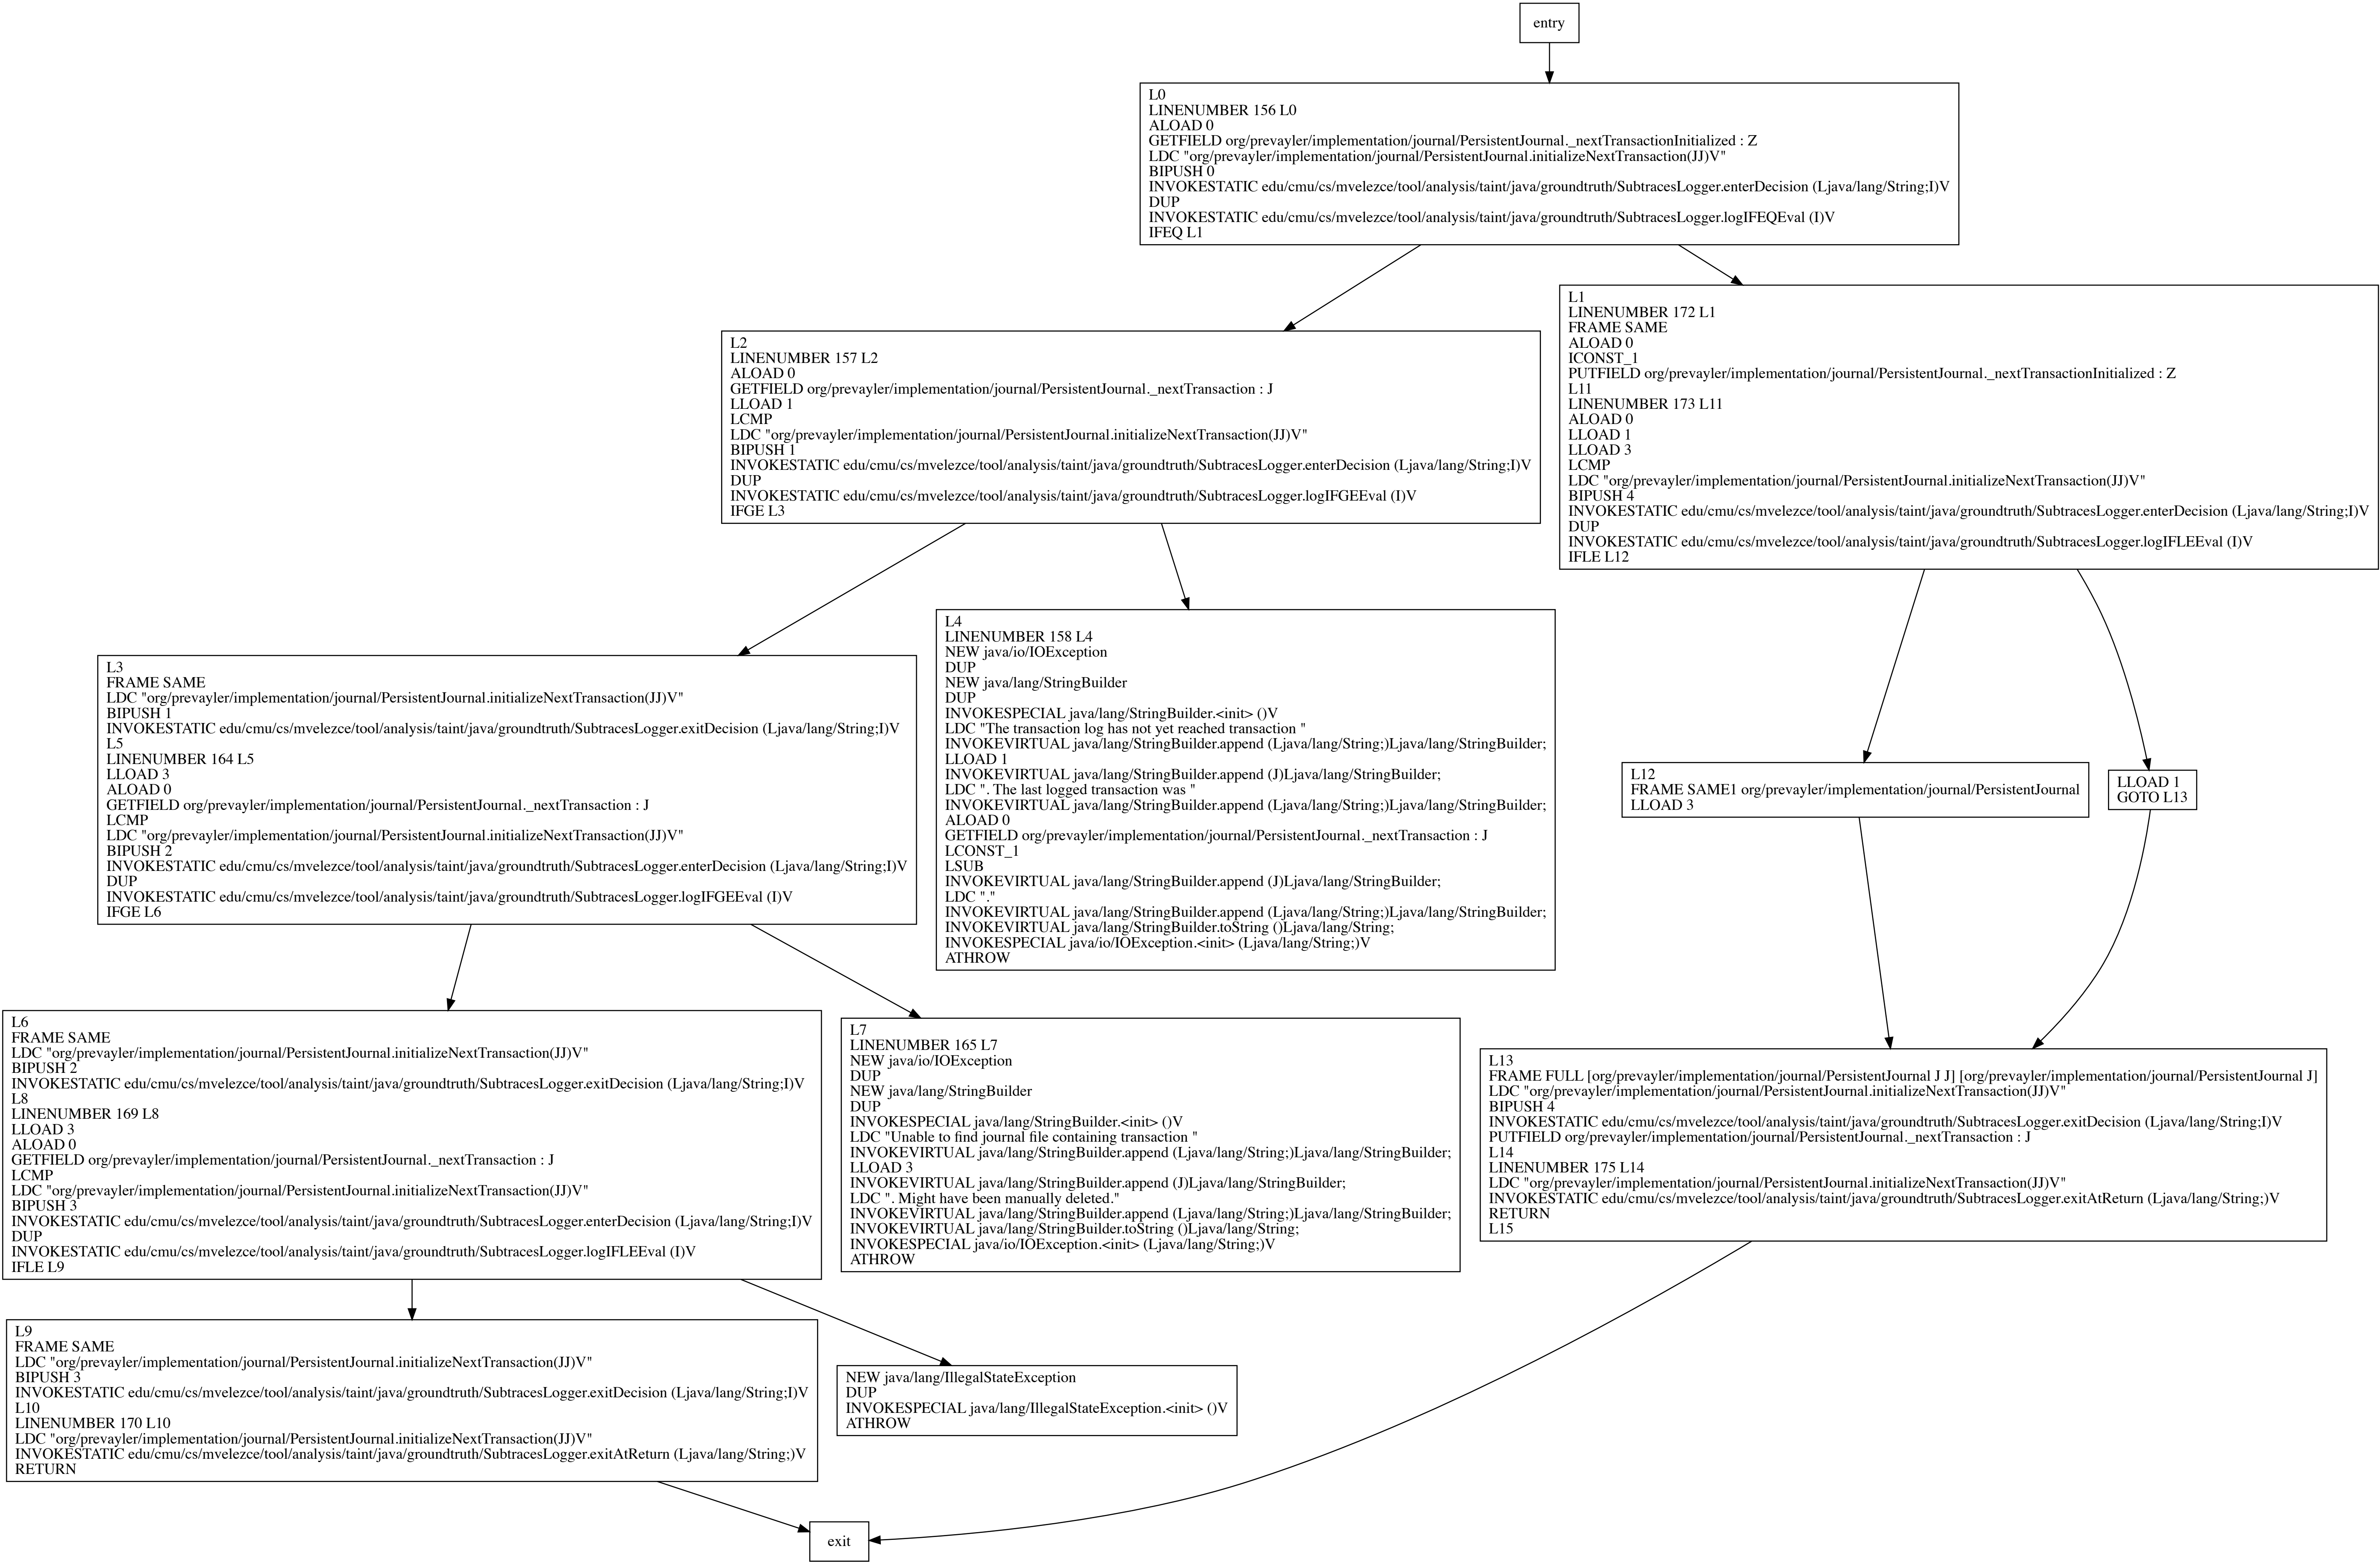 entry
L0
LINENUMBER 156 L0
ALOAD 0
GETFIELD org/prevayler/implementation/journal/PersistentJournal._nextTransactionInitialized : Z
LDC "org/prevayler/implementation/journal/PersistentJournal.initializeNextTransaction(JJ)V"
BIPUSH 0
INVOKESTATIC edu/cmu/cs/mvelezce/tool/analysis/taint/java/groundtruth/SubtracesLogger.enterDecision (Ljava/lang/String;I)V
DUP
INVOKESTATIC edu/cmu/cs/mvelezce/tool/analysis/taint/java/groundtruth/SubtracesLogger.logIFEQEval (I)V
IFEQ L1
L2
LINENUMBER 157 L2
ALOAD 0
GETFIELD org/prevayler/implementation/journal/PersistentJournal._nextTransaction : J
LLOAD 1
LCMP
LDC "org/prevayler/implementation/journal/PersistentJournal.initializeNextTransaction(JJ)V"
BIPUSH 1
INVOKESTATIC edu/cmu/cs/mvelezce/tool/analysis/taint/java/groundtruth/SubtracesLogger.enterDecision (Ljava/lang/String;I)V
DUP
INVOKESTATIC edu/cmu/cs/mvelezce/tool/analysis/taint/java/groundtruth/SubtracesLogger.logIFGEEval (I)V
IFGE L3
L1
LINENUMBER 172 L1
FRAME SAME
ALOAD 0
ICONST_1
PUTFIELD org/prevayler/implementation/journal/PersistentJournal._nextTransactionInitialized : Z
L11
LINENUMBER 173 L11
ALOAD 0
LLOAD 1
LLOAD 3
LCMP
LDC "org/prevayler/implementation/journal/PersistentJournal.initializeNextTransaction(JJ)V"
BIPUSH 4
INVOKESTATIC edu/cmu/cs/mvelezce/tool/analysis/taint/java/groundtruth/SubtracesLogger.enterDecision (Ljava/lang/String;I)V
DUP
INVOKESTATIC edu/cmu/cs/mvelezce/tool/analysis/taint/java/groundtruth/SubtracesLogger.logIFLEEval (I)V
IFLE L12
L3
FRAME SAME
LDC "org/prevayler/implementation/journal/PersistentJournal.initializeNextTransaction(JJ)V"
BIPUSH 1
INVOKESTATIC edu/cmu/cs/mvelezce/tool/analysis/taint/java/groundtruth/SubtracesLogger.exitDecision (Ljava/lang/String;I)V
L5
LINENUMBER 164 L5
LLOAD 3
ALOAD 0
GETFIELD org/prevayler/implementation/journal/PersistentJournal._nextTransaction : J
LCMP
LDC "org/prevayler/implementation/journal/PersistentJournal.initializeNextTransaction(JJ)V"
BIPUSH 2
INVOKESTATIC edu/cmu/cs/mvelezce/tool/analysis/taint/java/groundtruth/SubtracesLogger.enterDecision (Ljava/lang/String;I)V
DUP
INVOKESTATIC edu/cmu/cs/mvelezce/tool/analysis/taint/java/groundtruth/SubtracesLogger.logIFGEEval (I)V
IFGE L6
L4
LINENUMBER 158 L4
NEW java/io/IOException
DUP
NEW java/lang/StringBuilder
DUP
INVOKESPECIAL java/lang/StringBuilder.<init> ()V
LDC "The transaction log has not yet reached transaction "
INVOKEVIRTUAL java/lang/StringBuilder.append (Ljava/lang/String;)Ljava/lang/StringBuilder;
LLOAD 1
INVOKEVIRTUAL java/lang/StringBuilder.append (J)Ljava/lang/StringBuilder;
LDC ". The last logged transaction was "
INVOKEVIRTUAL java/lang/StringBuilder.append (Ljava/lang/String;)Ljava/lang/StringBuilder;
ALOAD 0
GETFIELD org/prevayler/implementation/journal/PersistentJournal._nextTransaction : J
LCONST_1
LSUB
INVOKEVIRTUAL java/lang/StringBuilder.append (J)Ljava/lang/StringBuilder;
LDC "."
INVOKEVIRTUAL java/lang/StringBuilder.append (Ljava/lang/String;)Ljava/lang/StringBuilder;
INVOKEVIRTUAL java/lang/StringBuilder.toString ()Ljava/lang/String;
INVOKESPECIAL java/io/IOException.<init> (Ljava/lang/String;)V
ATHROW
L12
FRAME SAME1 org/prevayler/implementation/journal/PersistentJournal
LLOAD 3
LLOAD 1
GOTO L13
L6
FRAME SAME
LDC "org/prevayler/implementation/journal/PersistentJournal.initializeNextTransaction(JJ)V"
BIPUSH 2
INVOKESTATIC edu/cmu/cs/mvelezce/tool/analysis/taint/java/groundtruth/SubtracesLogger.exitDecision (Ljava/lang/String;I)V
L8
LINENUMBER 169 L8
LLOAD 3
ALOAD 0
GETFIELD org/prevayler/implementation/journal/PersistentJournal._nextTransaction : J
LCMP
LDC "org/prevayler/implementation/journal/PersistentJournal.initializeNextTransaction(JJ)V"
BIPUSH 3
INVOKESTATIC edu/cmu/cs/mvelezce/tool/analysis/taint/java/groundtruth/SubtracesLogger.enterDecision (Ljava/lang/String;I)V
DUP
INVOKESTATIC edu/cmu/cs/mvelezce/tool/analysis/taint/java/groundtruth/SubtracesLogger.logIFLEEval (I)V
IFLE L9
L7
LINENUMBER 165 L7
NEW java/io/IOException
DUP
NEW java/lang/StringBuilder
DUP
INVOKESPECIAL java/lang/StringBuilder.<init> ()V
LDC "Unable to find journal file containing transaction "
INVOKEVIRTUAL java/lang/StringBuilder.append (Ljava/lang/String;)Ljava/lang/StringBuilder;
LLOAD 3
INVOKEVIRTUAL java/lang/StringBuilder.append (J)Ljava/lang/StringBuilder;
LDC ". Might have been manually deleted."
INVOKEVIRTUAL java/lang/StringBuilder.append (Ljava/lang/String;)Ljava/lang/StringBuilder;
INVOKEVIRTUAL java/lang/StringBuilder.toString ()Ljava/lang/String;
INVOKESPECIAL java/io/IOException.<init> (Ljava/lang/String;)V
ATHROW
L13
FRAME FULL [org/prevayler/implementation/journal/PersistentJournal J J] [org/prevayler/implementation/journal/PersistentJournal J]
LDC "org/prevayler/implementation/journal/PersistentJournal.initializeNextTransaction(JJ)V"
BIPUSH 4
INVOKESTATIC edu/cmu/cs/mvelezce/tool/analysis/taint/java/groundtruth/SubtracesLogger.exitDecision (Ljava/lang/String;I)V
PUTFIELD org/prevayler/implementation/journal/PersistentJournal._nextTransaction : J
L14
LINENUMBER 175 L14
LDC "org/prevayler/implementation/journal/PersistentJournal.initializeNextTransaction(JJ)V"
INVOKESTATIC edu/cmu/cs/mvelezce/tool/analysis/taint/java/groundtruth/SubtracesLogger.exitAtReturn (Ljava/lang/String;)V
RETURN
L15
L9
FRAME SAME
LDC "org/prevayler/implementation/journal/PersistentJournal.initializeNextTransaction(JJ)V"
BIPUSH 3
INVOKESTATIC edu/cmu/cs/mvelezce/tool/analysis/taint/java/groundtruth/SubtracesLogger.exitDecision (Ljava/lang/String;I)V
L10
LINENUMBER 170 L10
LDC "org/prevayler/implementation/journal/PersistentJournal.initializeNextTransaction(JJ)V"
INVOKESTATIC edu/cmu/cs/mvelezce/tool/analysis/taint/java/groundtruth/SubtracesLogger.exitAtReturn (Ljava/lang/String;)V
RETURN
NEW java/lang/IllegalStateException
DUP
INVOKESPECIAL java/lang/IllegalStateException.<init> ()V
ATHROW
exit